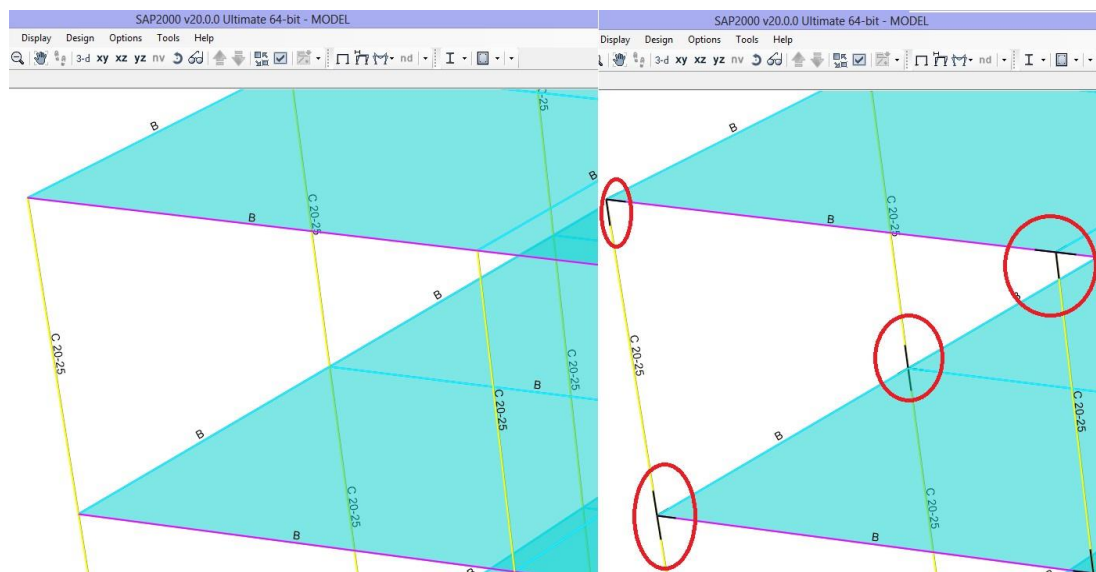 SAP2000 v20.0.0 Ultimate 64-bit - MODEL
Display Design Options Tools Help
3-d xy xz yz nv nd
B
C 20-25
C 20-25
B
B
B
C 20-25
C 20-25
C 20-25
B
B
C 20-25
B
SAP2000 v20.0.0 Ultimate 64-bit - MODEL
Display Design Options Tools Help
3-d xy xz yz nv nd
B
C 20-25
B
C 20-25
C 20-25
B
B
C 20-25
B